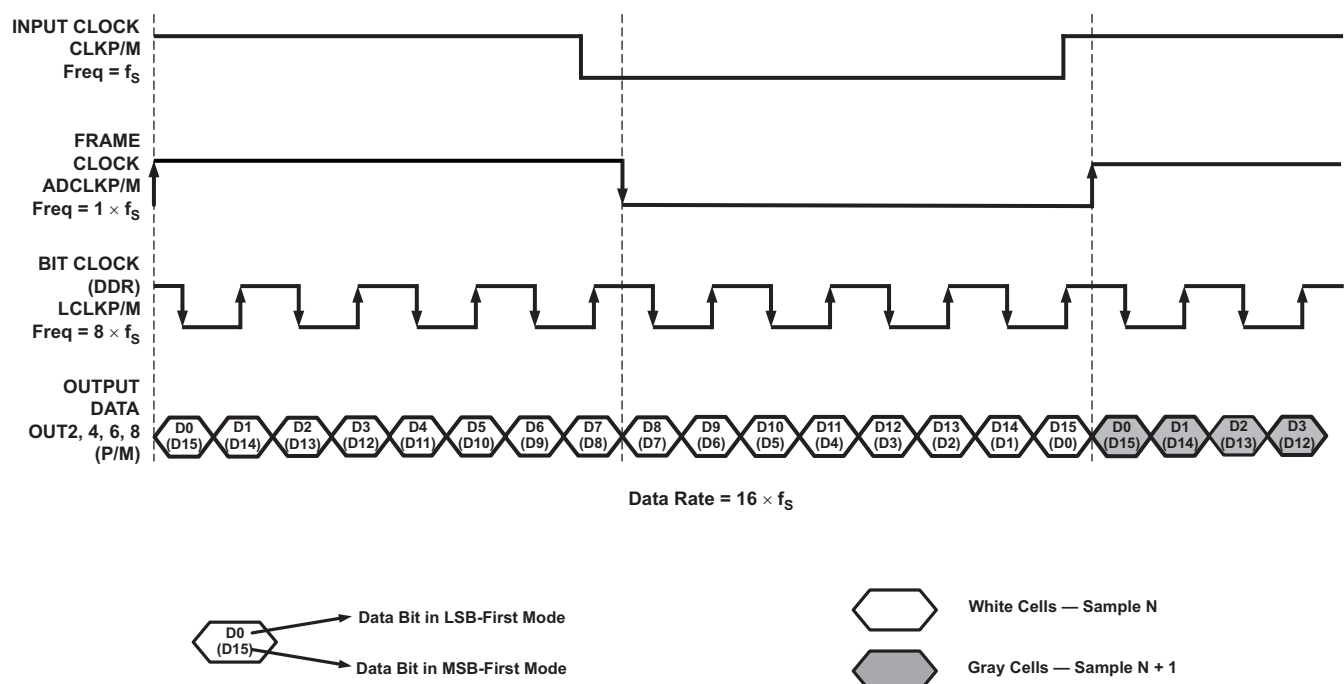 INPUT CLOCK
CLKP/M
Freq = fS
FRAME
CLOCK
ADCLKP/M
Freq = 1 × fS
BIT CLOCK
(DDR)
LCLKP/M
Freq = 8 × fS
OUTPUT
DATA
OUT2, 4, 6, 8
(P/M)
D0 D1 D2 D3 D4 D5 D6 D7 D8 D9 D10 D11 D12 D13 D14 D15 D0 D1 D2 D3
(D15) (D14) (D13) (D12) (D11) (D10) (D9) (D8) (D7) (D6) (D5) (D4) (D3) (D2) (D1) (D0) (D15) (D14) (D13) (D12)
Data Rate = 16 × fS
D0
(D15)
Data Bit in LSB-First Mode
Data Bit in MSB-First Mode
White Cells — Sample N
Gray Cells — Sample N + 1